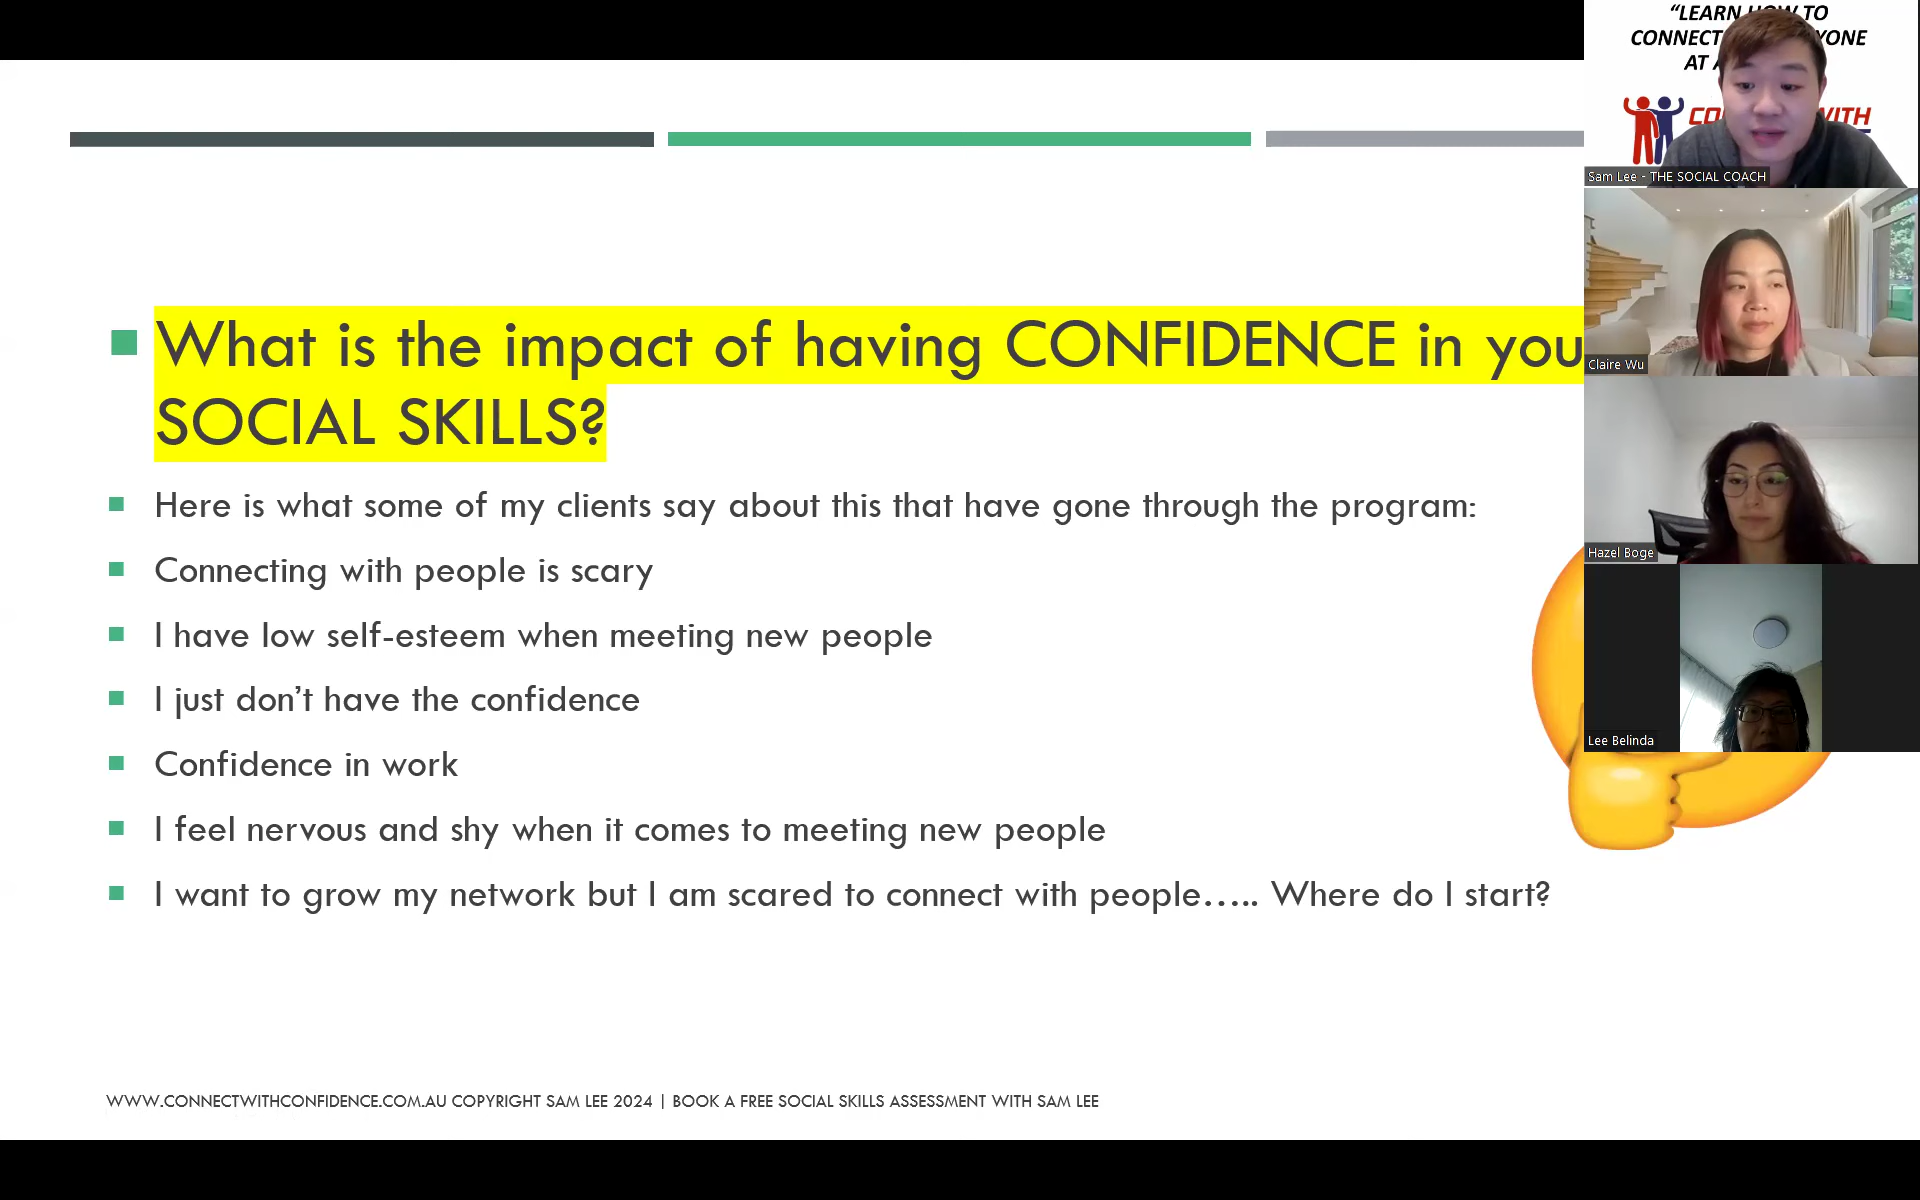 What is the impact of having CONFIDENCE in you
SOCIAL SKILLS?
Here is what some of my clients say about this that have gone through the program:
Connecting with people is scary
I have low self-esteem when meeting new people
I just don’t have the confidence
Confidence in work
I feel nervous and shy when it comes to meeting new people
I want to grow my network but I am scared to connect with people..... Where do I start?
WWW.CONNECTWITHCONFIDENCE.COM.AU COPYRIGHT SAM LEE 2024 | BOOK A FREE SOCIAL SKILLS ASSESSMENT WITH SAM LEE
“LEARN HOW TO
CONNECT
AT
WITH
Sam Lee - THE SOCIAL COACH
Claire Wu
Hazel Boge
Lee Belinda